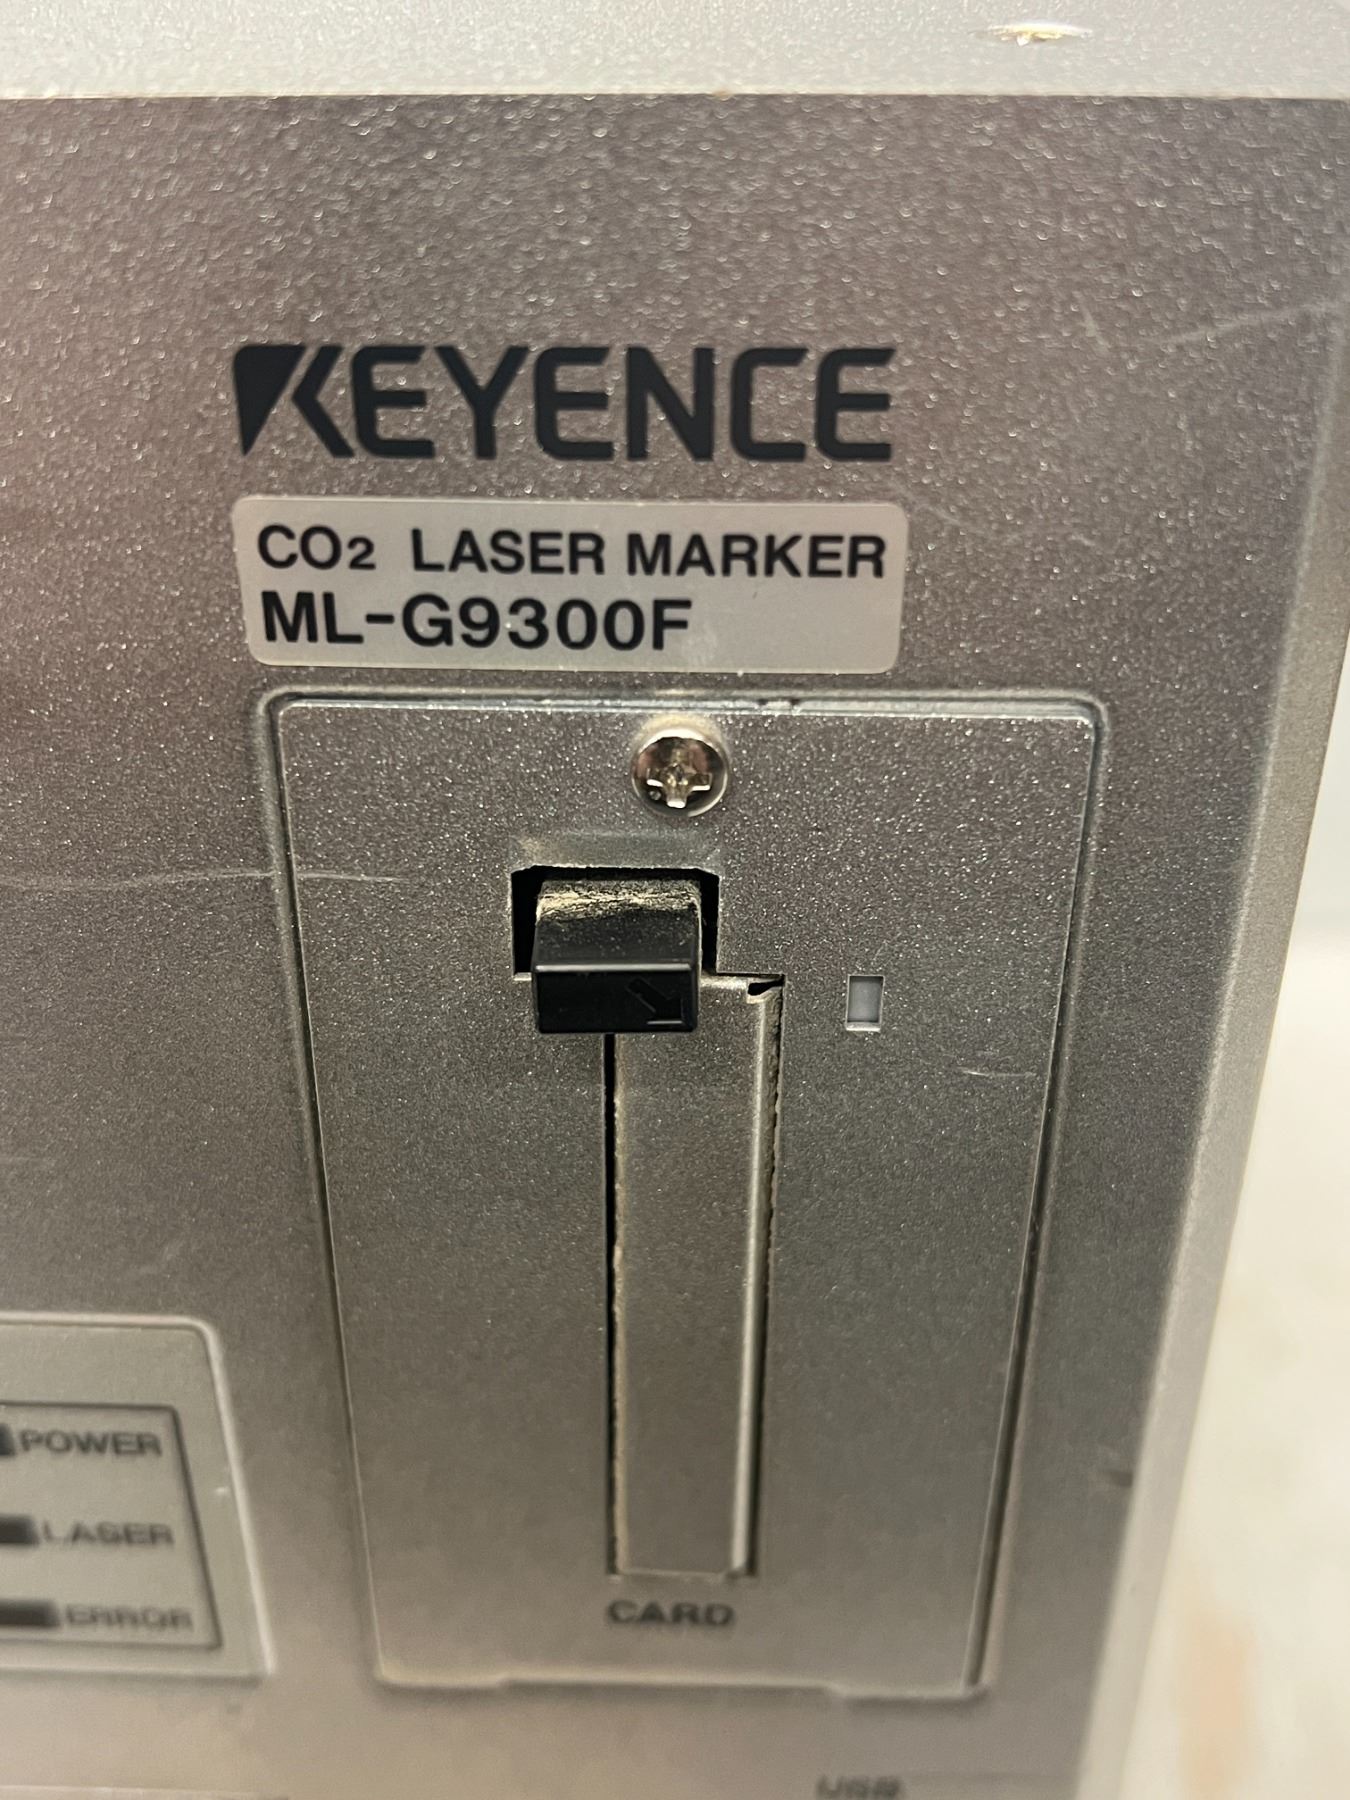 KEYENCE
CO2 LASER MARKER
ML-G9300F
POWER
LASER
ERROR
CARD
USB